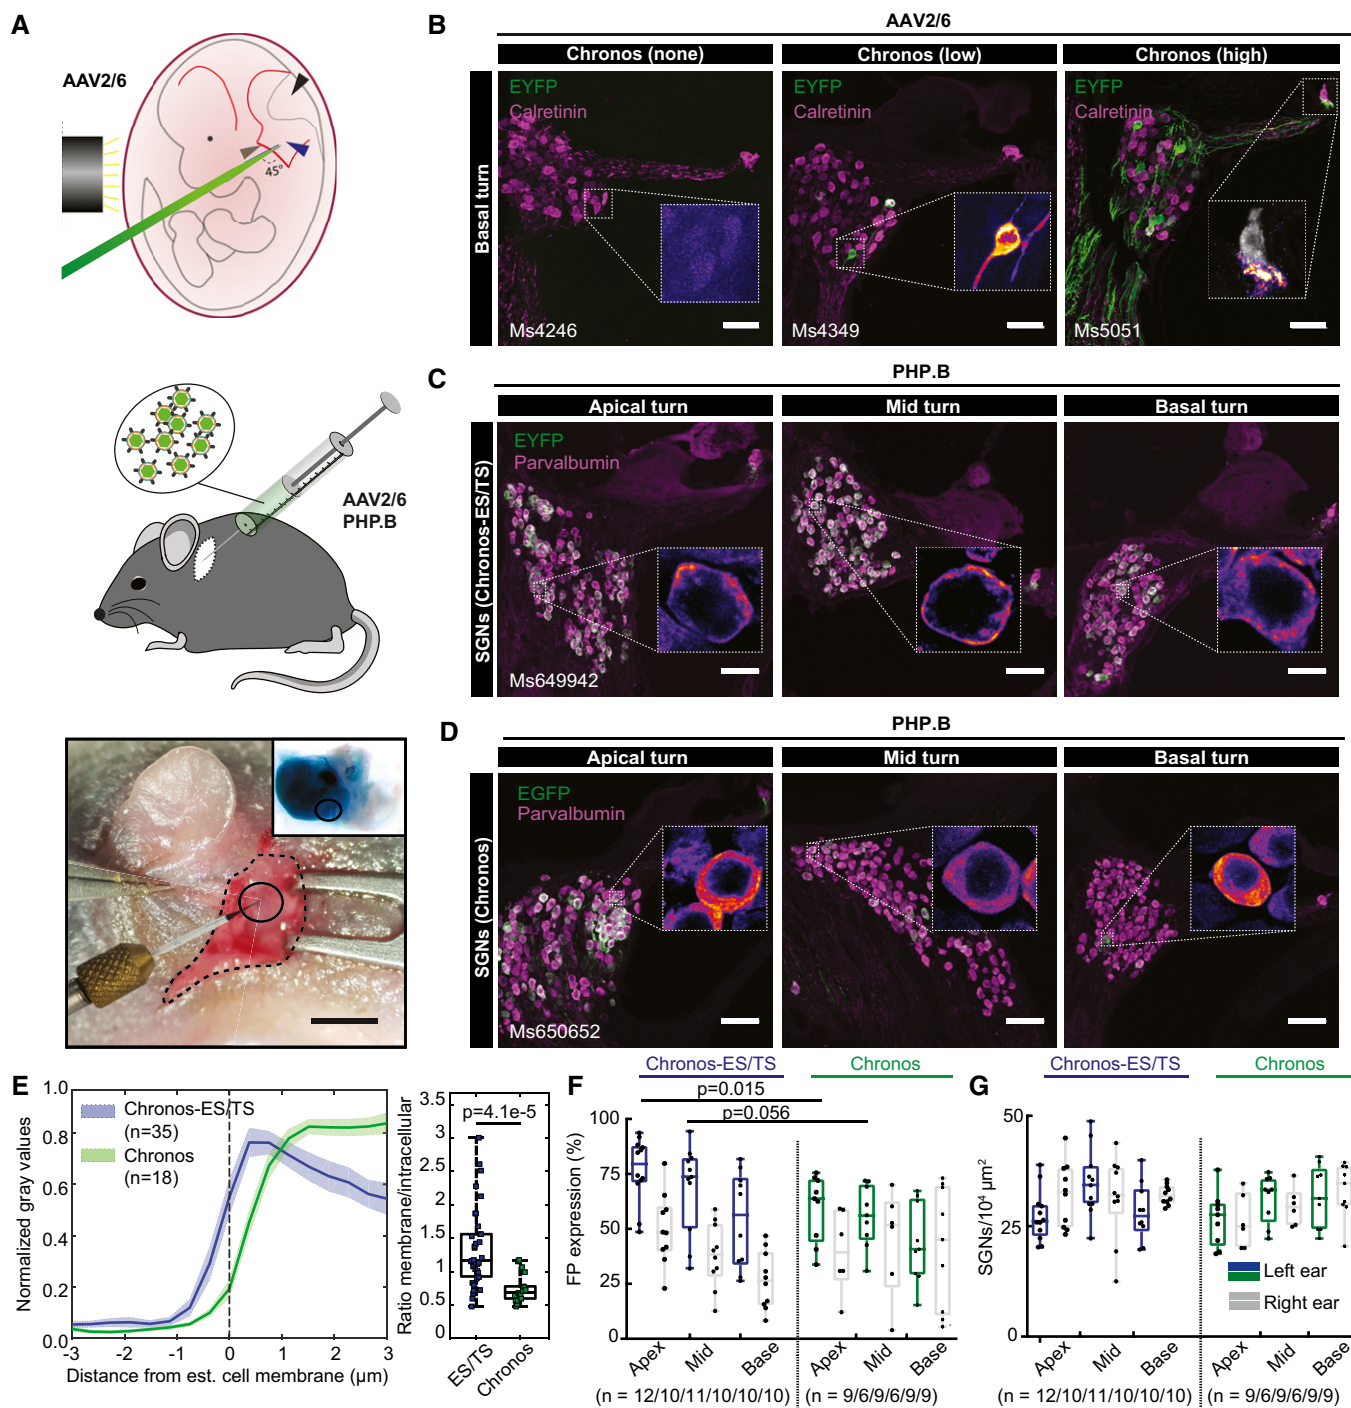 A
AAV2/6
45°
AAV2/6
PHP.B
B
AAV2/6
Chronos (none)
Chronos (low)
Chronos (high)
Basal turn
EYFP
Calretinin
Ms4246
EYFP
Calretinin
Ms4349
EYFP
Calretinin
Ms5051
C
PHP.B
Apical turn
Mid turn
Basal turn
SGNs (Chronos-ES/TS)
EYFP
Parvalbumin
Ms649942
D
PHP.B
Apical turn
Mid turn
Basal turn
SGNs (Chronos)
EGFP
Parvalbumin
Ms650652
E
Normalized gray values
1.0
0.8
0.6
0.4
0.2
0.0
Chronos-ES/TS
(n=35)
Chronos
(n=18)
-3 -2 -1 0 1 2 3
Distance from est. cell membrane (µm)
Ratio membrane/intracellular
3.5
3
2.5
2
1.5
1
0.5
0
p=4.1e-5
ES/TS
Chronos
F
Chronos-ES/TS
Chronos
p=0.015
p=0.056
FP expression (%)
100
75
50
25
0
Apex Mid Base Apex Mid Base
(n = 12/10/11/10/10/10) (n = 9/6/9/6/9/9)
G
Chronos-ES/TS
Chronos
SGNs/10⁴ µm²
50
25
0
Left ear
Right ear
Apex Mid Base Apex Mid Base
(n = 12/10/11/10/10/10) (n = 9/6/9/6/9/9)